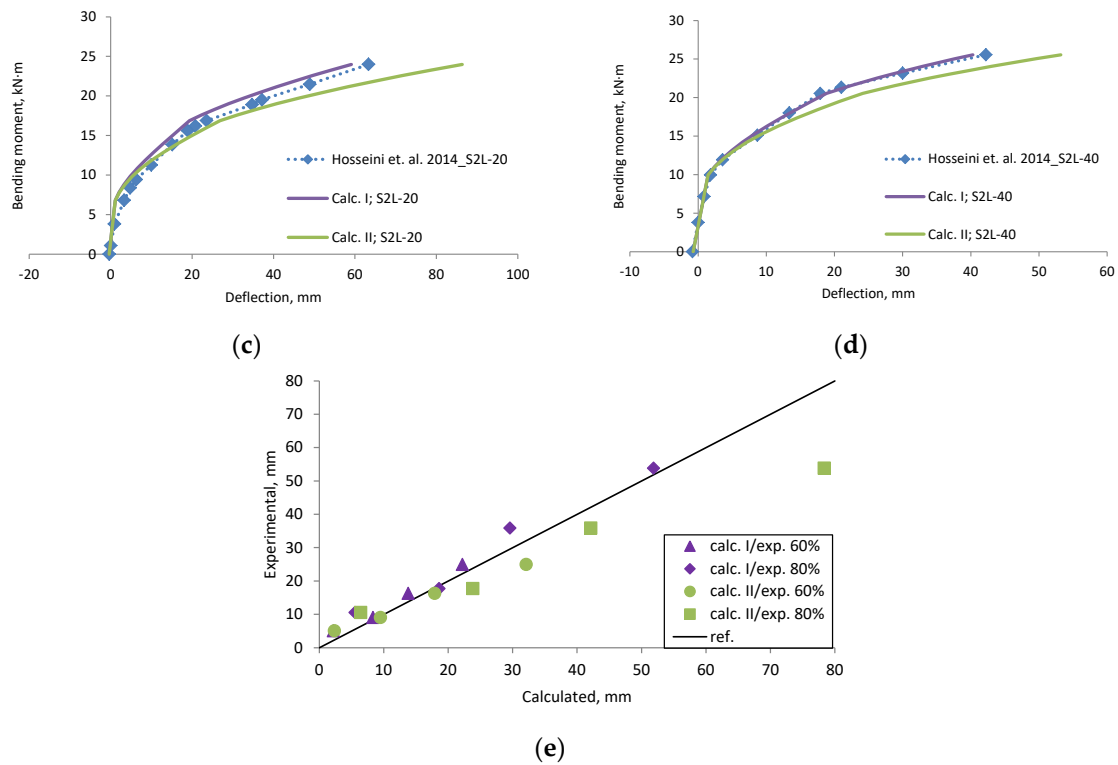 30
25
20
15
10
5
0
-20 0 20 40 60 80 100
Bending moment, kN·m
Deflection, mm
Hosseini et. al. 2014_S2L-20
Calc. I; S2L-20
Calc. II; S2L-20
(c)
30
25
20
15
10
5
0
-10 0 10 20 30 40 50 60
Bending moment, kN·m
Deflection, mm
Hosseini et. al. 2014_S2L-40
Calc. I; S2L-40
Calc. II; S2L-40
(d)
80
70
60
50
40
30
20
10
0
0 10 20 30 40 50 60 70 80
Experimental, mm
Calculated, mm
calc. I/exp. 60%
calc. I/exp. 80%
calc. II/exp. 60%
calc. II/exp. 80%
ref.
(e)